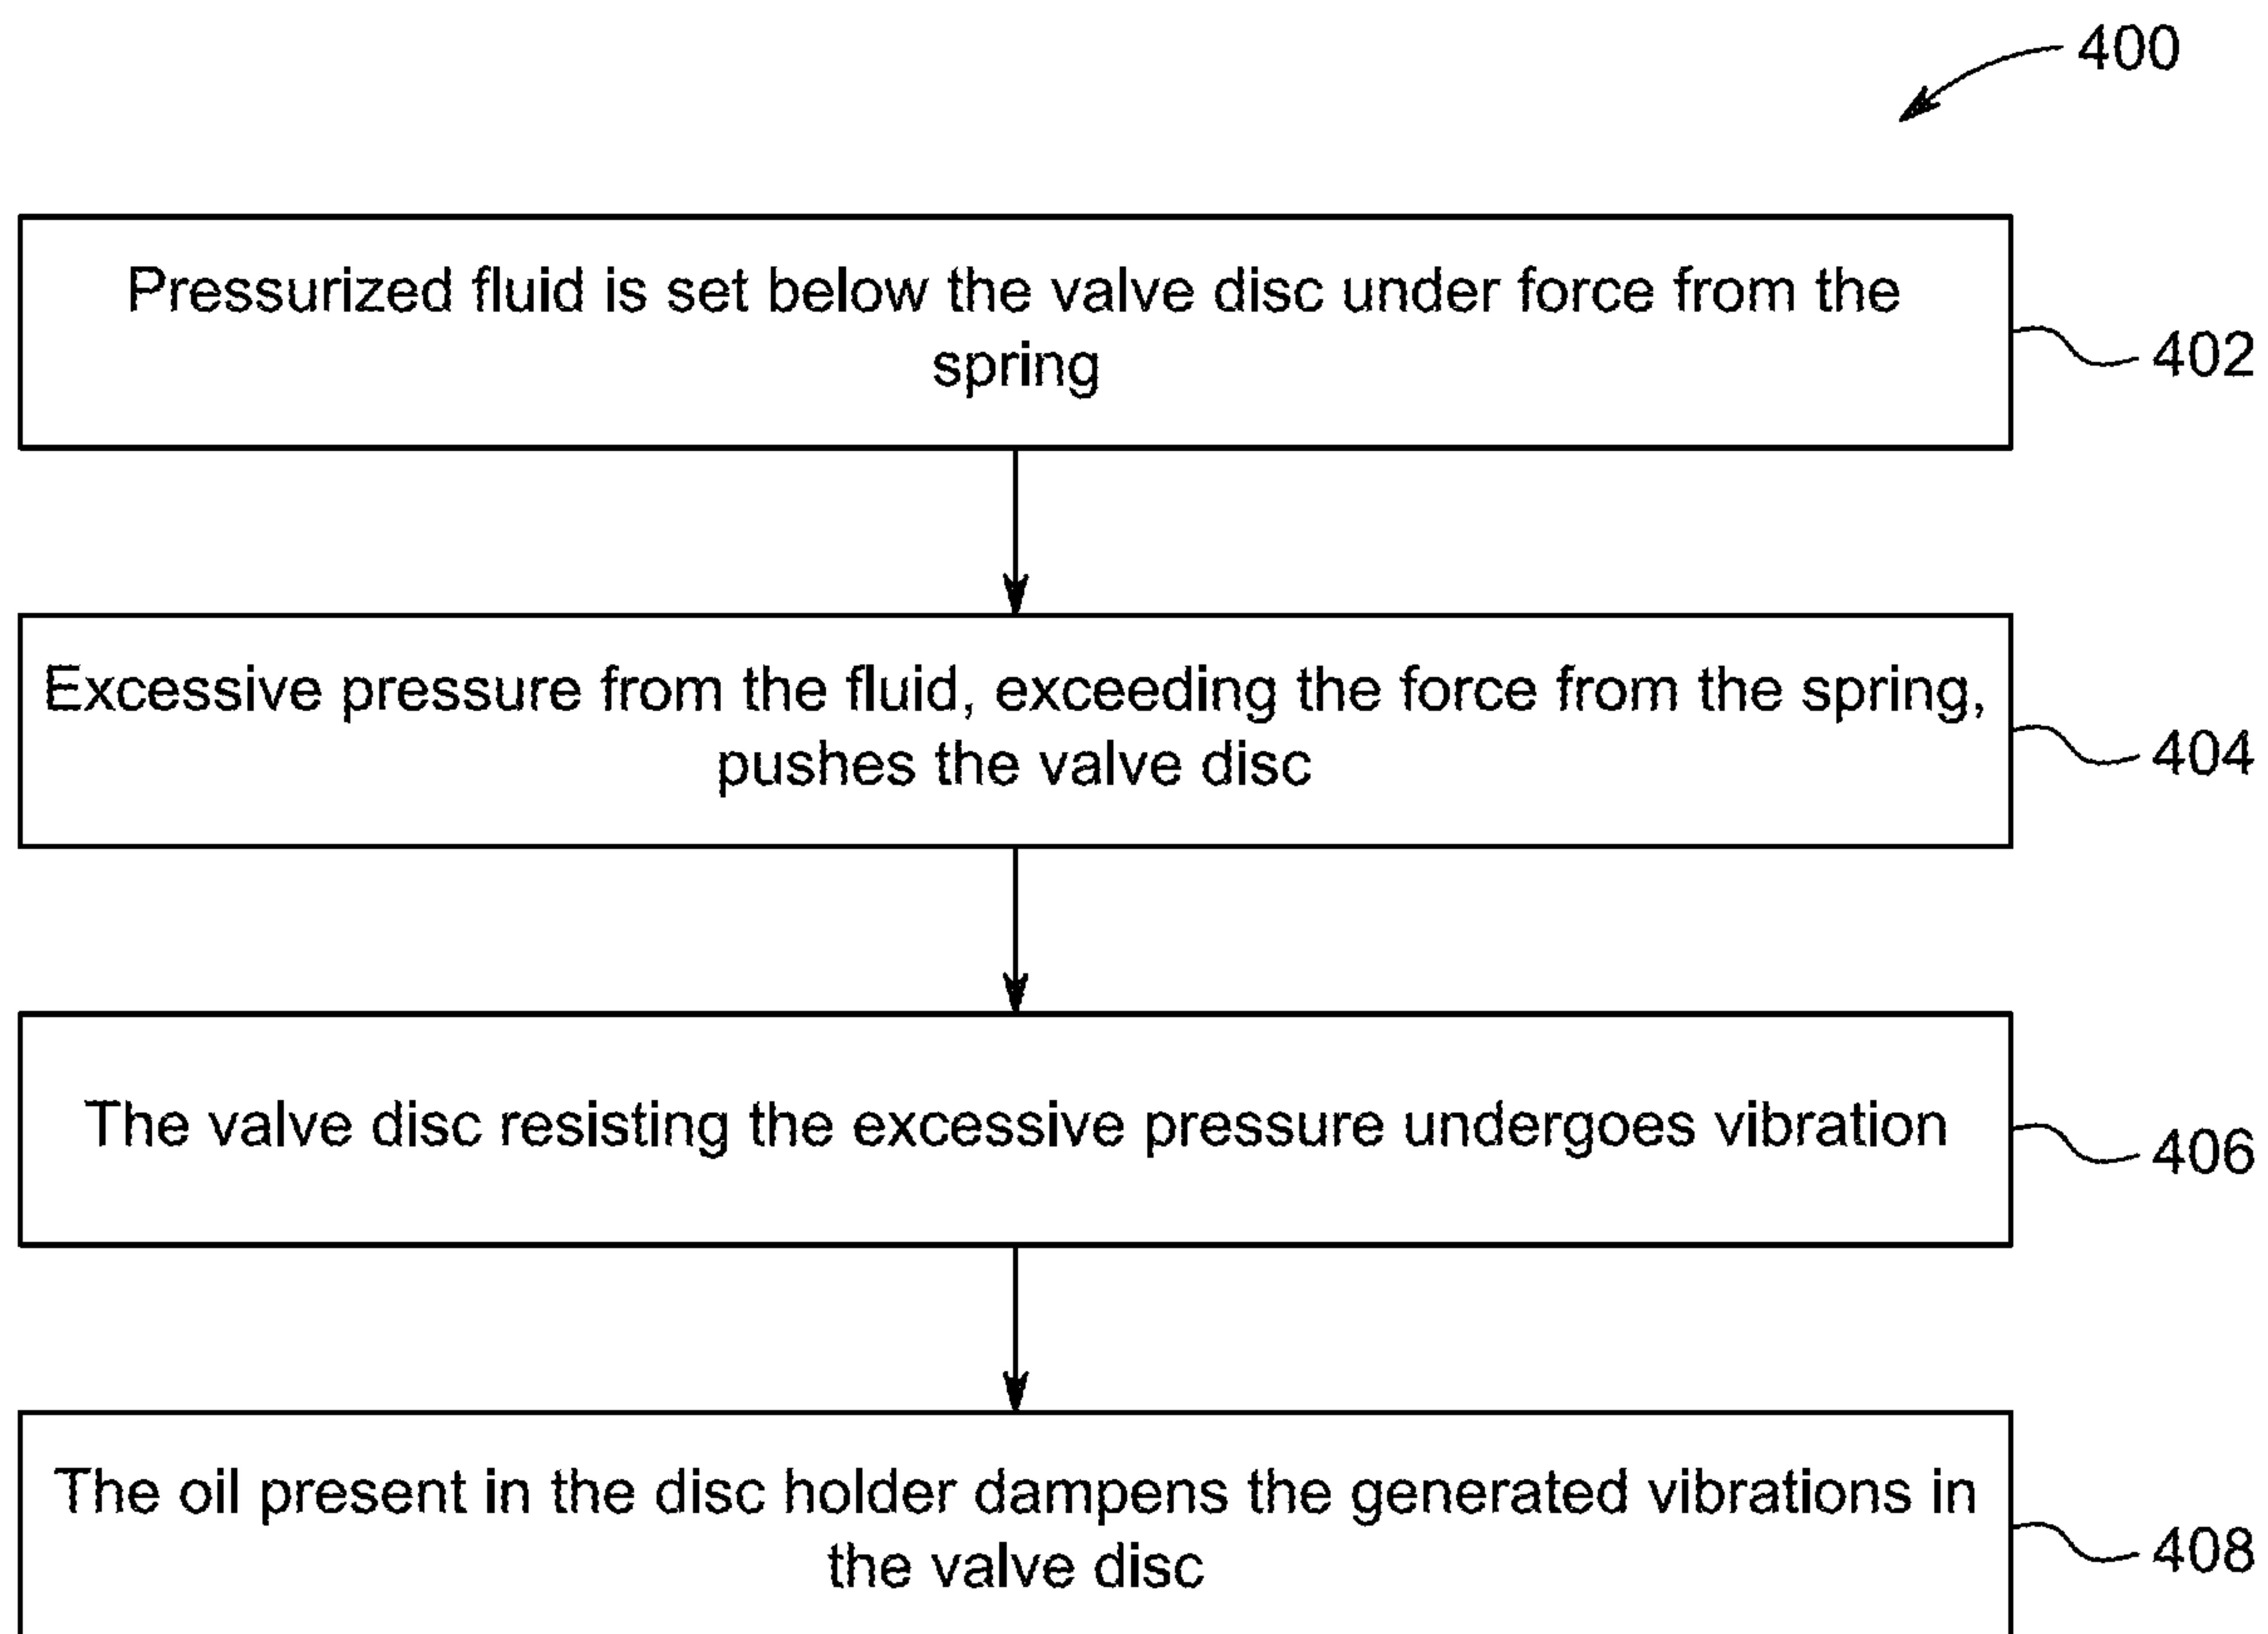 400
Pressurized fluid is set below the valve disc under force from the
spring
402
Excessive pressure from the fluid, exceeding the force from the spring,
pushes the valve disc
404
The valve disc resisting the excessive pressure undergoes vibration
406
The oil present in the disc holder dampens the generated vibrations in
the valve disc
408